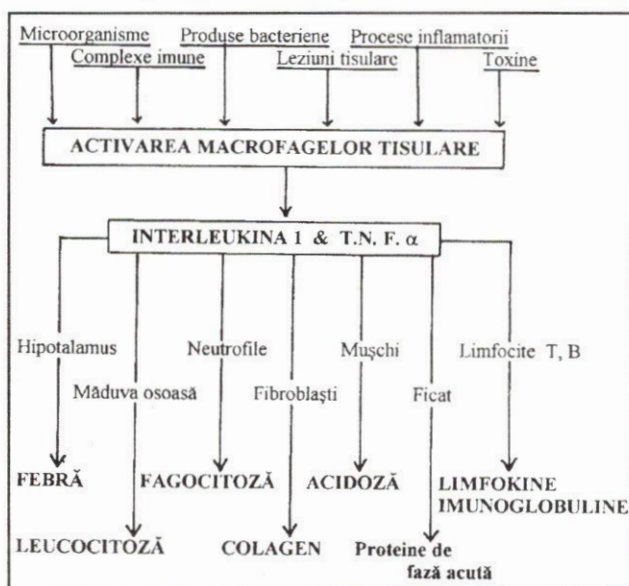 Microorganisme Produse bacteriene Procese inflamatorii
Complexe imune Leziuni tisulare Toxine
ACTIVAREA MACROFAGELOR TISULARE
INTERLEUKINA 1 & T.N. F. α
Hipotalamus Neutrofile Mușchi Limfocite T, B
Măduva osoasă Fibroblaști Ficat
FEBRĂ FAGOCITOZĂ ACIDOZĂ LIMFOKINE
IMUNOGLOBULINE
LEUCOCITOZĂ COLAGEN Proteine de
fază acută